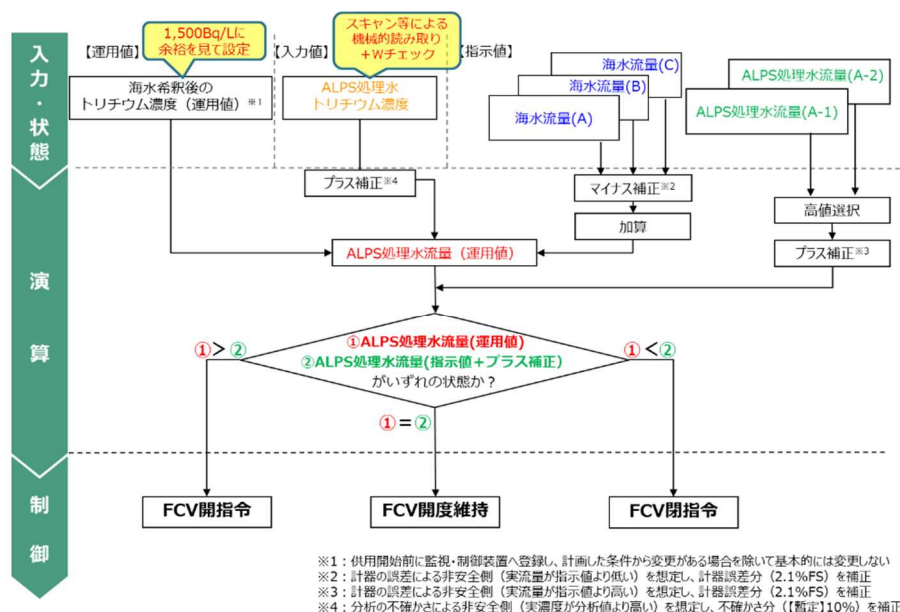 入力・状態
【運用値】
1,500Bq/Lに
余裕を見て設定
【入力値】
スキャン等による
機械的読み取り
+Wチェック
【指示値】
海水希釈後の
トリチウム濃度（運用値）※1
ALPS処理水
トリチウム濃度
海水流量(C)
海水流量(B)
海水流量(A)
ALPS処理水流量(A-2)
ALPS処理水流量(A-1)
演算
プラス補正※4
マイナス補正※2
加算
高値選択
プラス補正※3
ALPS処理水流量（運用値）
①>②
①ALPS処理水流量(運用値)
②ALPS処理水流量(指示値+プラス補正)
がいずれの状態か？
①<②
①=②
制御
FCV開指令
FCV開度維持
FCV閉指令
※1：供用開始前に監視・制御装置へ登録し、計画した条件から変更がある場合を除いて基本的には変更しない
※2：計器の誤差による非安全側（実流量が指示値より低い）を想定し、計器誤差分（2.1%FS）を補正
※3：計器の誤差による非安全側（実流量が指示値より高い）を想定し、計器誤差分（2.1%FS）を補正
※4：分析の不確かさによる非安全側（実濃度が分析値より高い）を想定し、不確かさ分（【暫定】10%）を補正